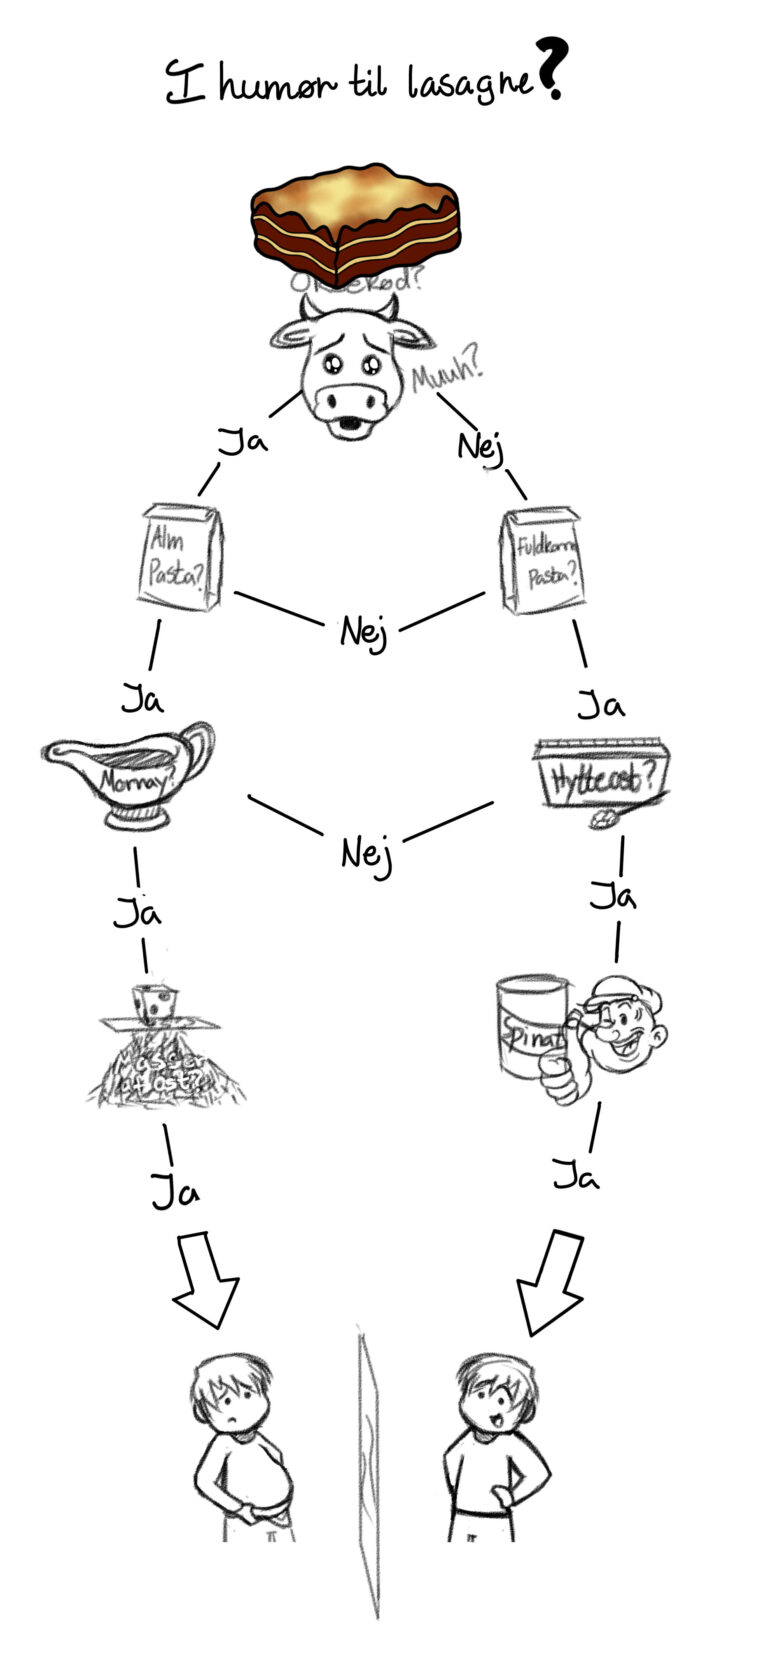 I humør til lasagne?
Oksekød?
Muuh?
Ja
Nej
Alm
Pasta?
Fuldkorn
Pasta?
Nej
Ja
Ja
Mornay?
Hytteost?
Nej
Ja
Ja
Spinat
Masser
af ost?
Ja
Ja